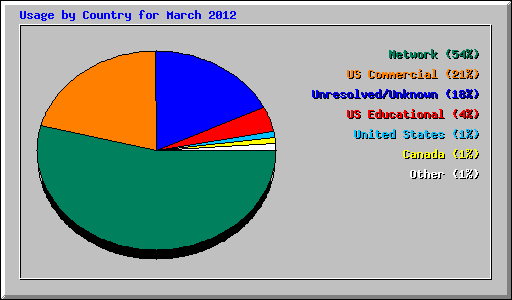 Usage by Country for March 2012
Network (54%)
US Commercial (21%)
Unresolved/Unknown (18%)
US Educational (4%)
United States (1%)
Canada (1%)
Other (1%)